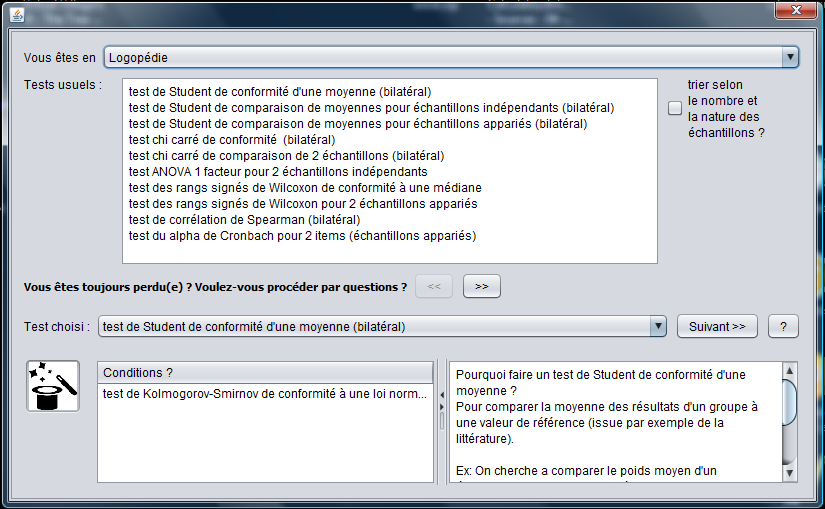 Vous êtes en
Logopédie
Tests usuels :
test de Student de conformité d'une moyenne (bilatéral)
test de Student de comparaison de moyennes pour échantillons indépendants (bilatéral)
test de Student de comparaison de moyennes pour échantillons appariés (bilatéral)
test chi carré de conformité (bilatéral)
test chi carré de comparaison de 2 échantillons (bilatéral)
test ANOVA 1 facteur pour 2 échantillons indépendants
test des rangs signés de Wilcoxon de conformité à une médiane
test des rangs signés de Wilcoxon pour 2 échantillons appariés
test de corrélation de Spearman (bilatéral)
test du alpha de Cronbach pour 2 items (échantillons appariés)
trier selon
le nombre et
la nature des
échantillons ?
Vous êtes toujours perdu(e) ? Voulez-vous procéder par questions ?
<<
>>
Test choisi :
test de Student de conformité d'une moyenne (bilatéral)
Suivant >>
?
Conditions ?
test de Kolmogorov-Smirnov de conformité à une loi norm...
Pourquoi faire un test de Student de conformité d'une
moyenne ?
Pour comparer la moyenne des résultats d'un groupe à
une valeur de référence (issue par exemple de la
littérature).
Ex: On cherche a comparer le poids moyen d'un